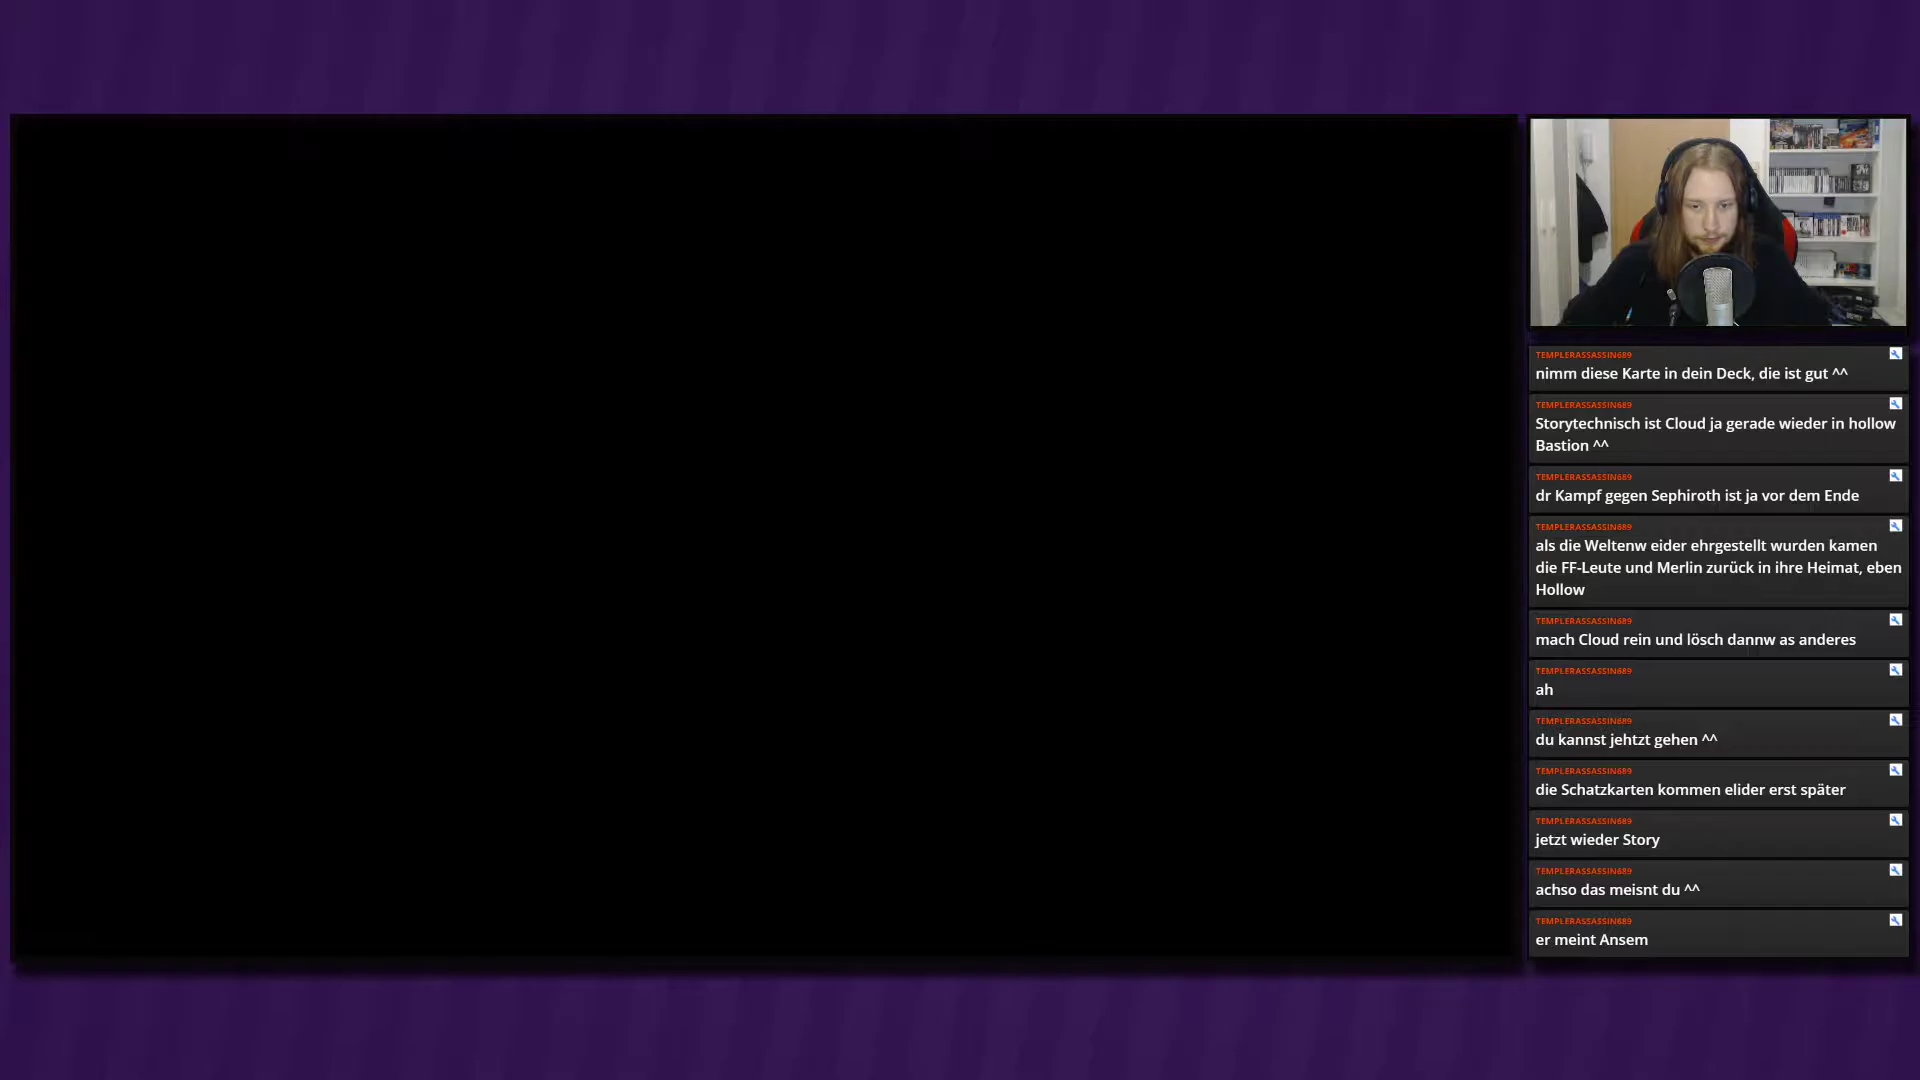 TEMPLERASSASSIN689
nimm diese Karte in dein Deck, die ist gut ^^
TEMPLERASSASSIN689
Storytechnisch ist Cloud ja gerade wieder in hollow
Bastion ^^
TEMPLERASSASSIN689
dr Kampf gegen Sephiroth ist ja vor dem Ende
TEMPLERASSASSIN689
als die Weltenw eider ehrgestellt wurden kamen
die FF-Leute und Merlin zurück in ihre Heimat, eben
Hollow
TEMPLERASSASSIN689
mach Cloud rein und lösch dannw as anderes
TEMPLERASSASSIN689
ah
TEMPLERASSASSIN689
du kannst jehtzt gehen ^^
TEMPLERASSASSIN689
die Schatzkarten kommen elider erst später
TEMPLERASSASSIN689
jetzt wieder Story
TEMPLERASSASSIN689
achso das meisnt du ^^
TEMPLERASSASSIN689
er meint Ansem